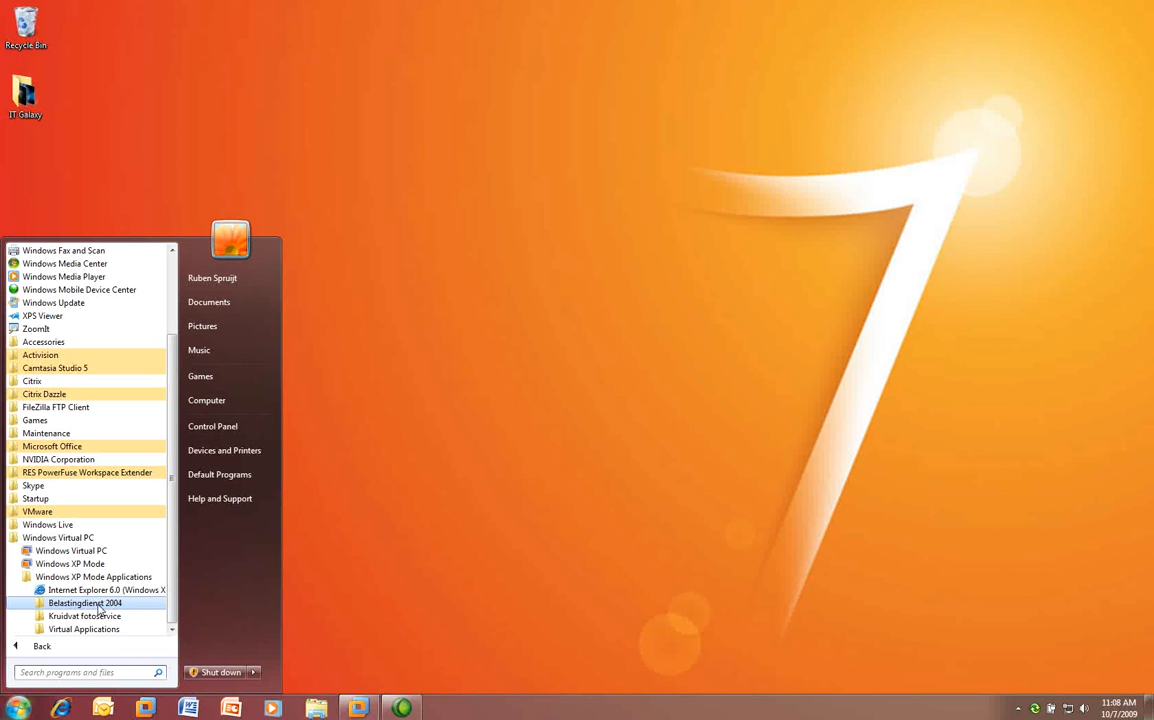 Recycle Bin
IT Galaxy
Windows Fax and Scan
Windows Media Center
Windows Media Player
Windows Mobile Device Center
Windows Update
XPS Viewer
ZoomIt
Accessories
Activision
Camtasia Studio 5
Citrix
Citrix Dazzle
FileZilla FTP Client
Games
Maintenance
Microsoft Office
NVIDIA Corporation
RES PowerFuse Workspace Extender
Skype
Startup
VMware
Windows Live
Windows Virtual PC
Windows Virtual PC
Windows XP Mode
Windows XP Mode Applications
Internet Explorer 6.0 (Windows X
Belastingdienst 2004
Kruidvat fotoservice
Virtual Applications
Back
Search programs and files
Ruben Spruijt
Documents
Pictures
Music
Games
Computer
Control Panel
Devices and Printers
Default Programs
Help and Support
Shut down
7
11:08 AM
10/7/2009